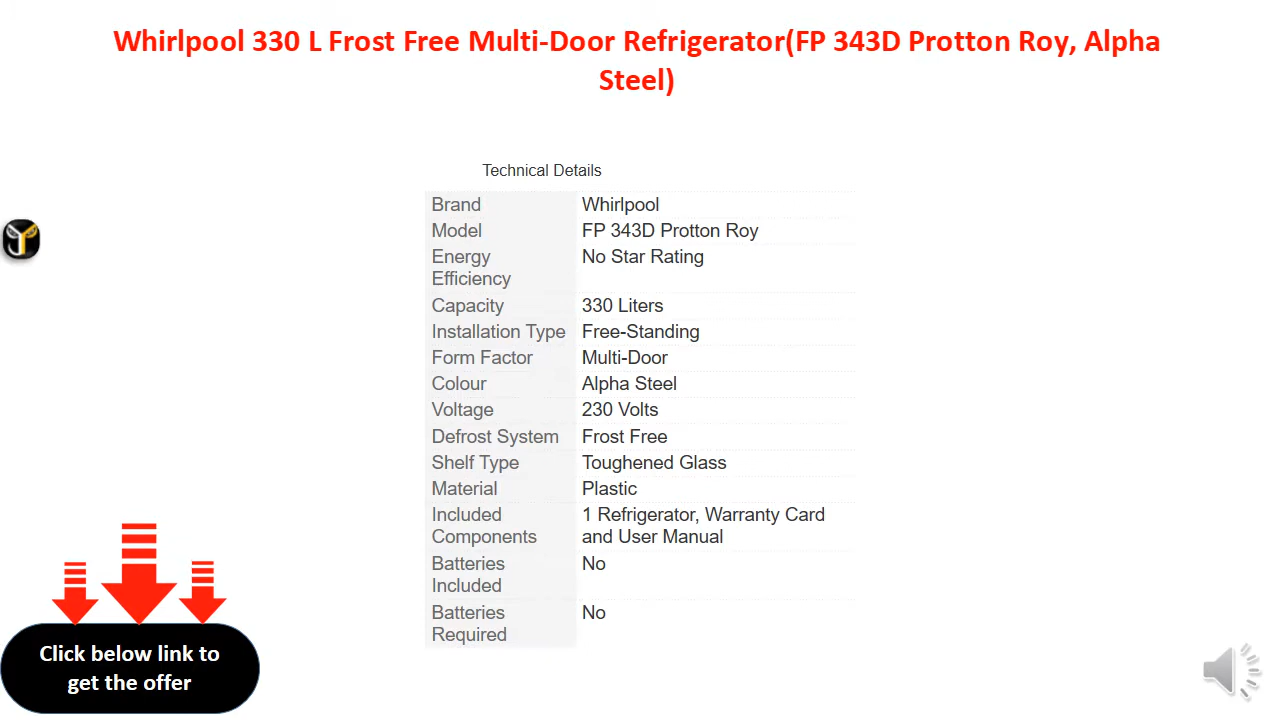 Whirlpool 330 L Frost Free Multi-Door Refrigerator(FP 343D Protton Roy, Alpha
Steel)
Technical Details
Brand Whirlpool
Model FP 343D Protton Roy
Energy No Star Rating
Efficiency
Capacity 330 Liters
Installation Type Free-Standing
Form Factor Multi-Door
Colour Alpha Steel
Voltage 230 Volts
Defrost System Frost Free
Shelf Type Toughened Glass
Material Plastic
Included 1 Refrigerator, Warranty Card
Components and User Manual
Batteries No
Included
Batteries No
Required
Click below link to
get the offer